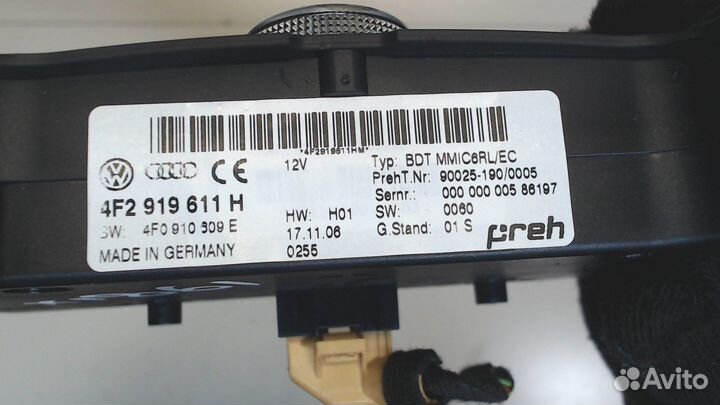 *4F2919611HM*
12V
Typ: BDT MMIC6RL/EC
PrehT.Nr: 90025-190/0005
4F2 919 611 H
Sernr.: 000 000 005 86197
SW: 4F0 910 609 E
HW: H01
SW: 0060
17.11.06
G.Stand: 01 S
preh
MADE IN GERMANY
0255
Avito